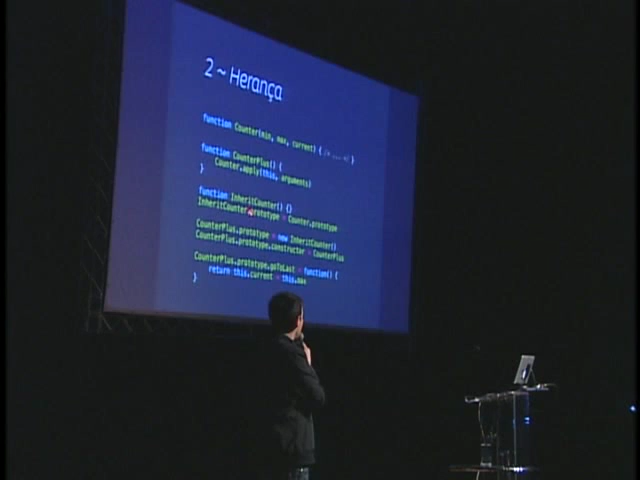 2 ~ Herança
function Counter(min, max, current) {/* ... */}
function CounterPlus() {
Counter.apply(this, arguments)
}
function InheritCounter() {}
InheritCounter.prototype = Counter.prototype
CounterPlus.prototype = new InheritCounter()
CounterPlus.prototype.constructor = CounterPlus
CounterPlus.prototype.goToLast = function() {
return this.current = this.max
}